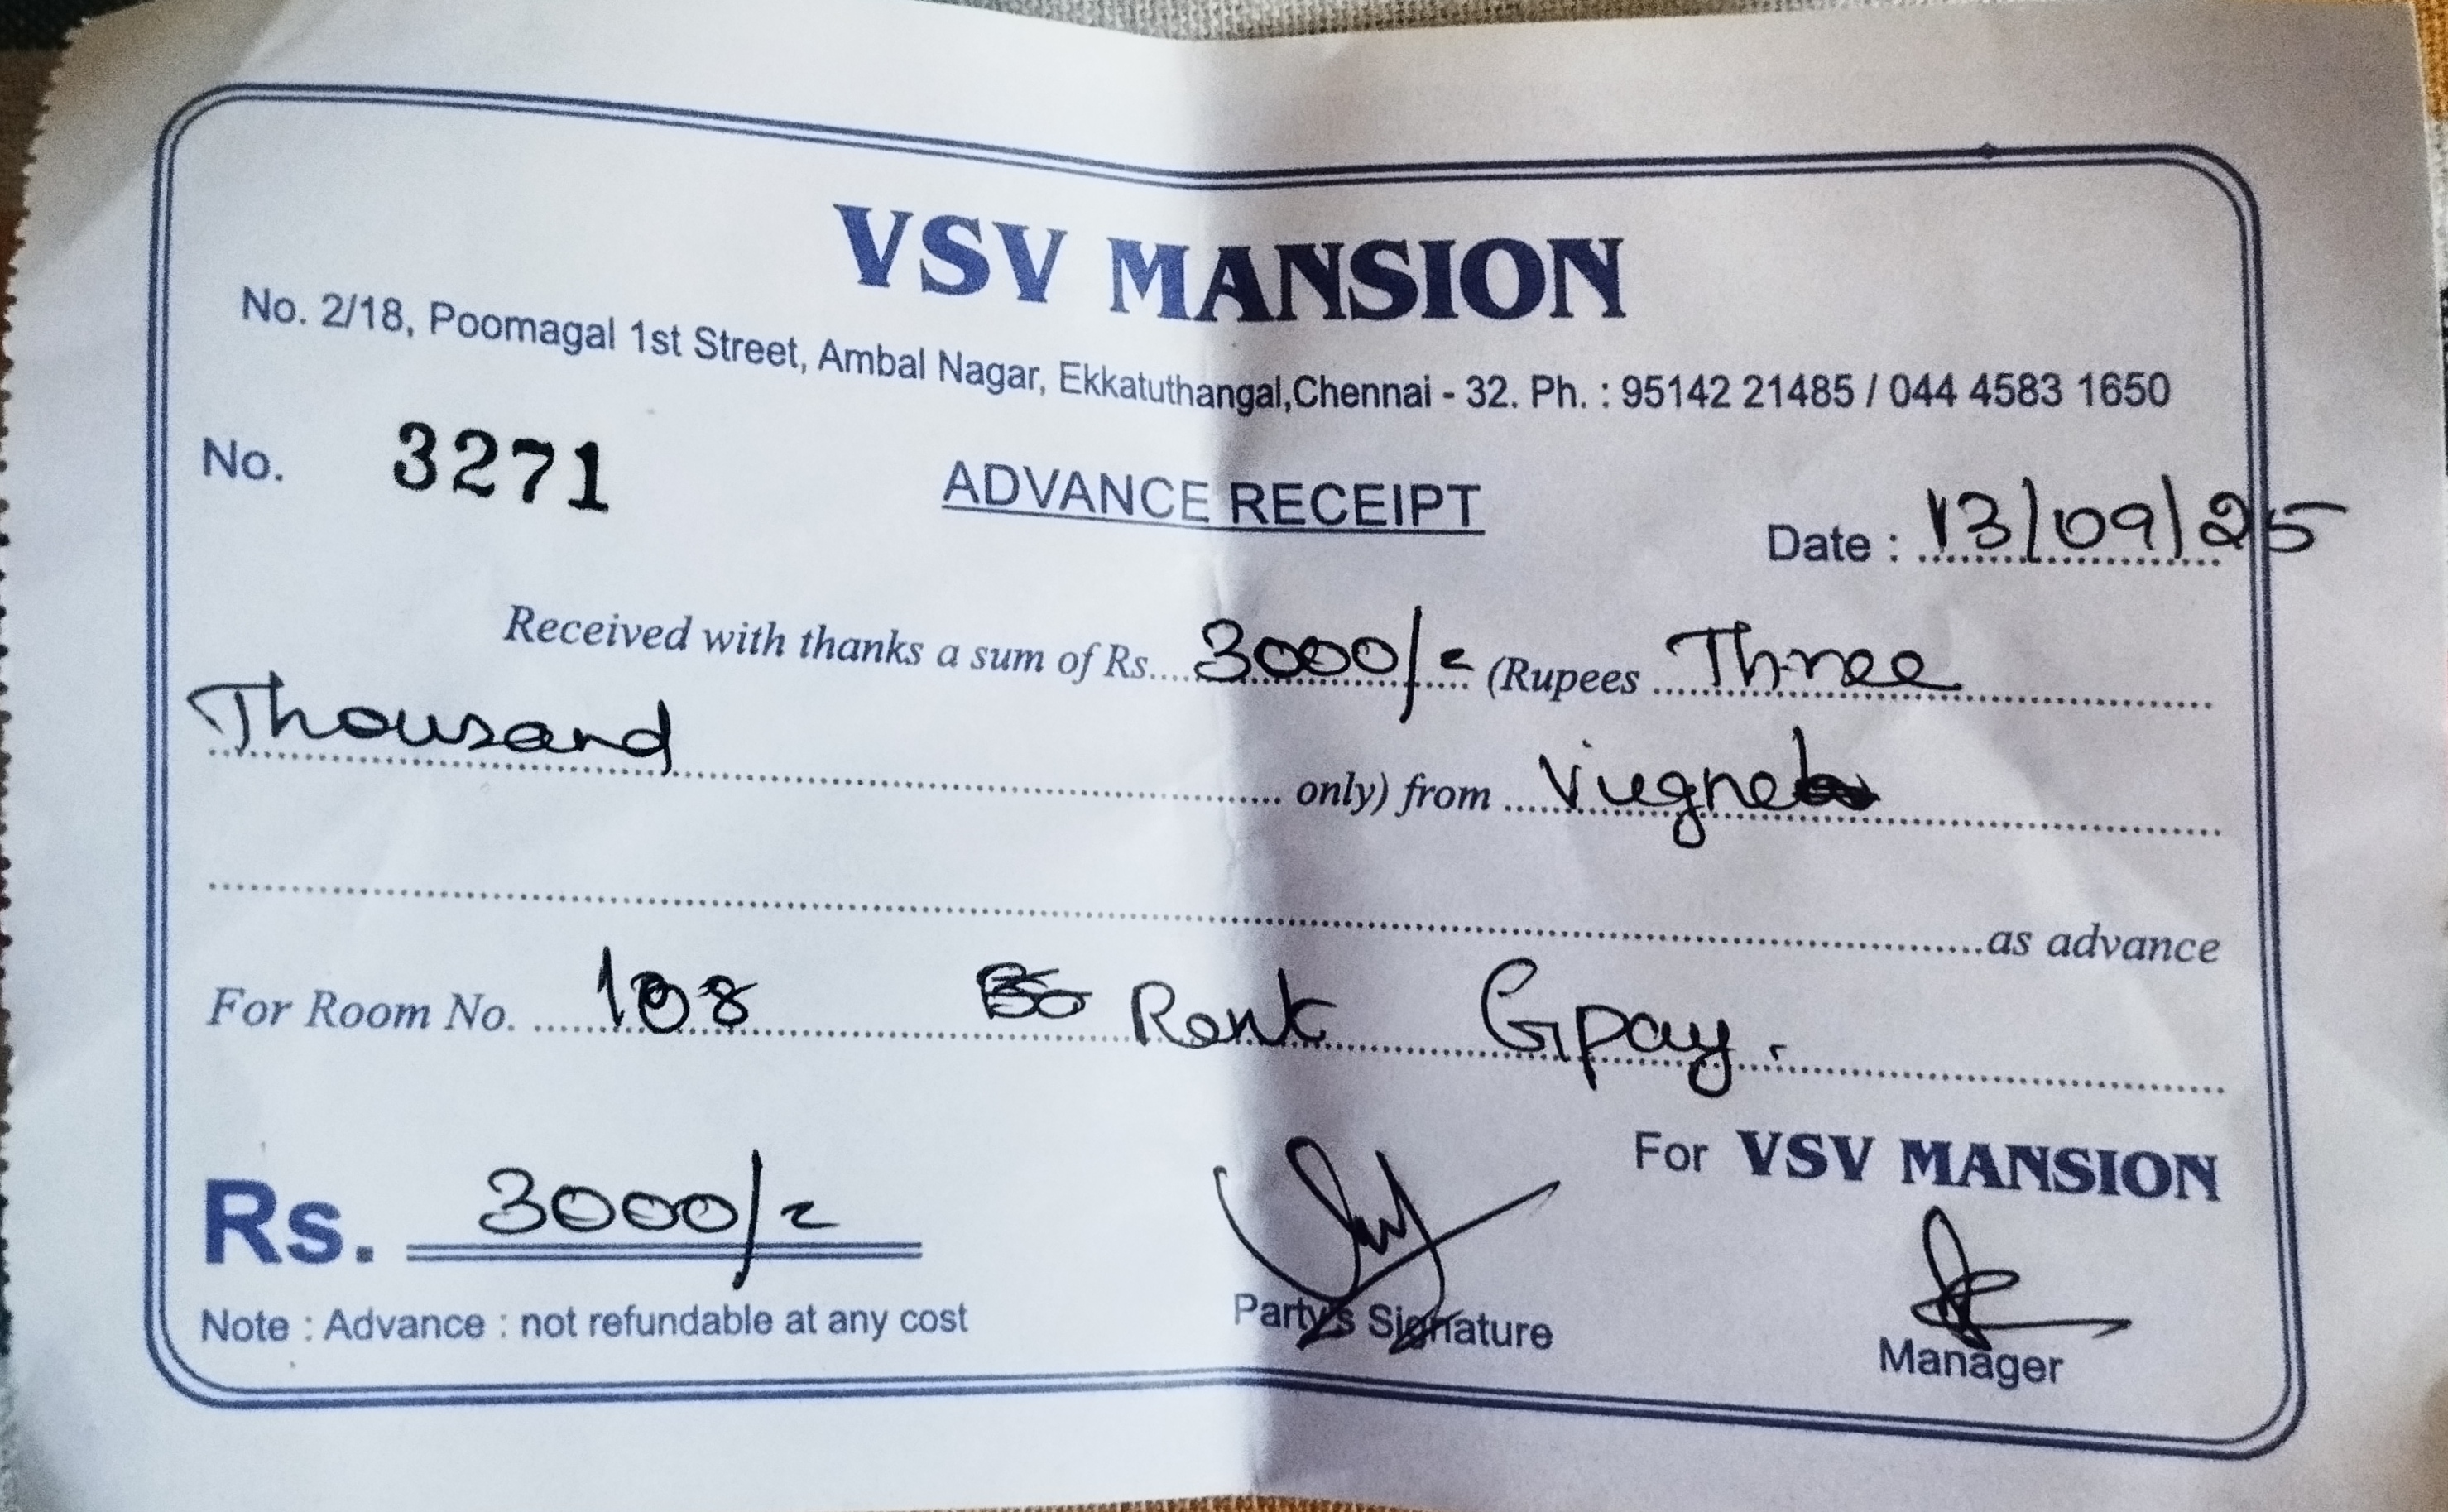 VSV MANSION
No. 2/18, Poomagal 1st Street, Ambal Nagar, Ekkatuthangal,Chennai - 32. Ph. : 95142 21485 / 044 4583 1650
No. 3271
ADVANCE RECEIPT
Date : 13/09/25
Received with thanks a sum of Rs. 3000/= (Rupees Three
Thousand only) from
as advance
For Room No. Rent Gpay.
For VSV MANSION
Rs. 3000/=
Note : Advance : not refundable at any cost
Party's Signature
Manager